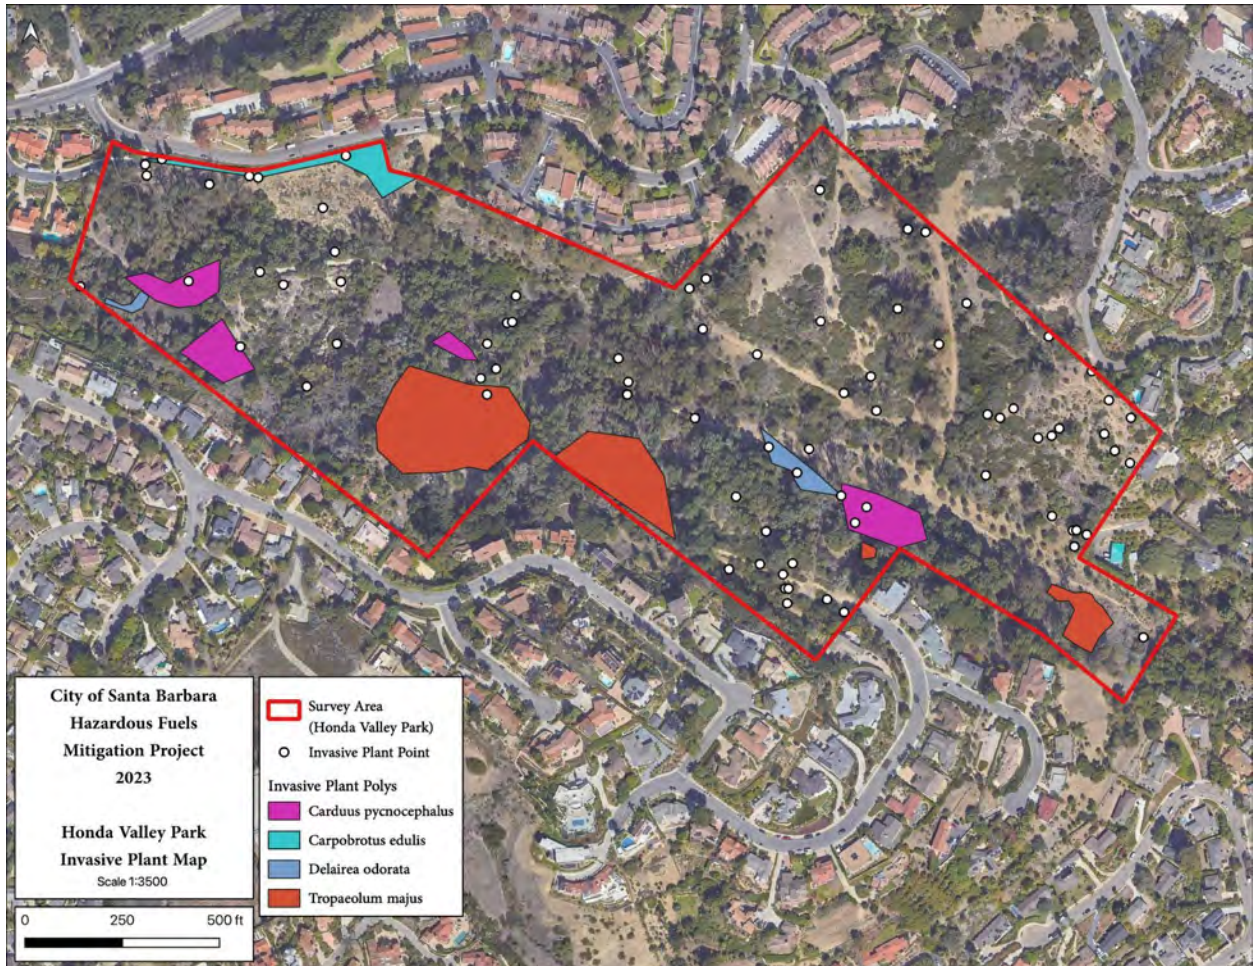 City of Santa Barbara
Hazardous Fuels
Mitigation Project
2023
Honda Valley Park
Invasive Plant Map
Scale 1:3500
0 250 500 ft
Survey Area
(Honda Valley Park)
Invasive Plant Point
Invasive Plant Polys
Carduus pycnocephalus
Carpobrotus edulis
Delairea odorata
Tropaeolum majus